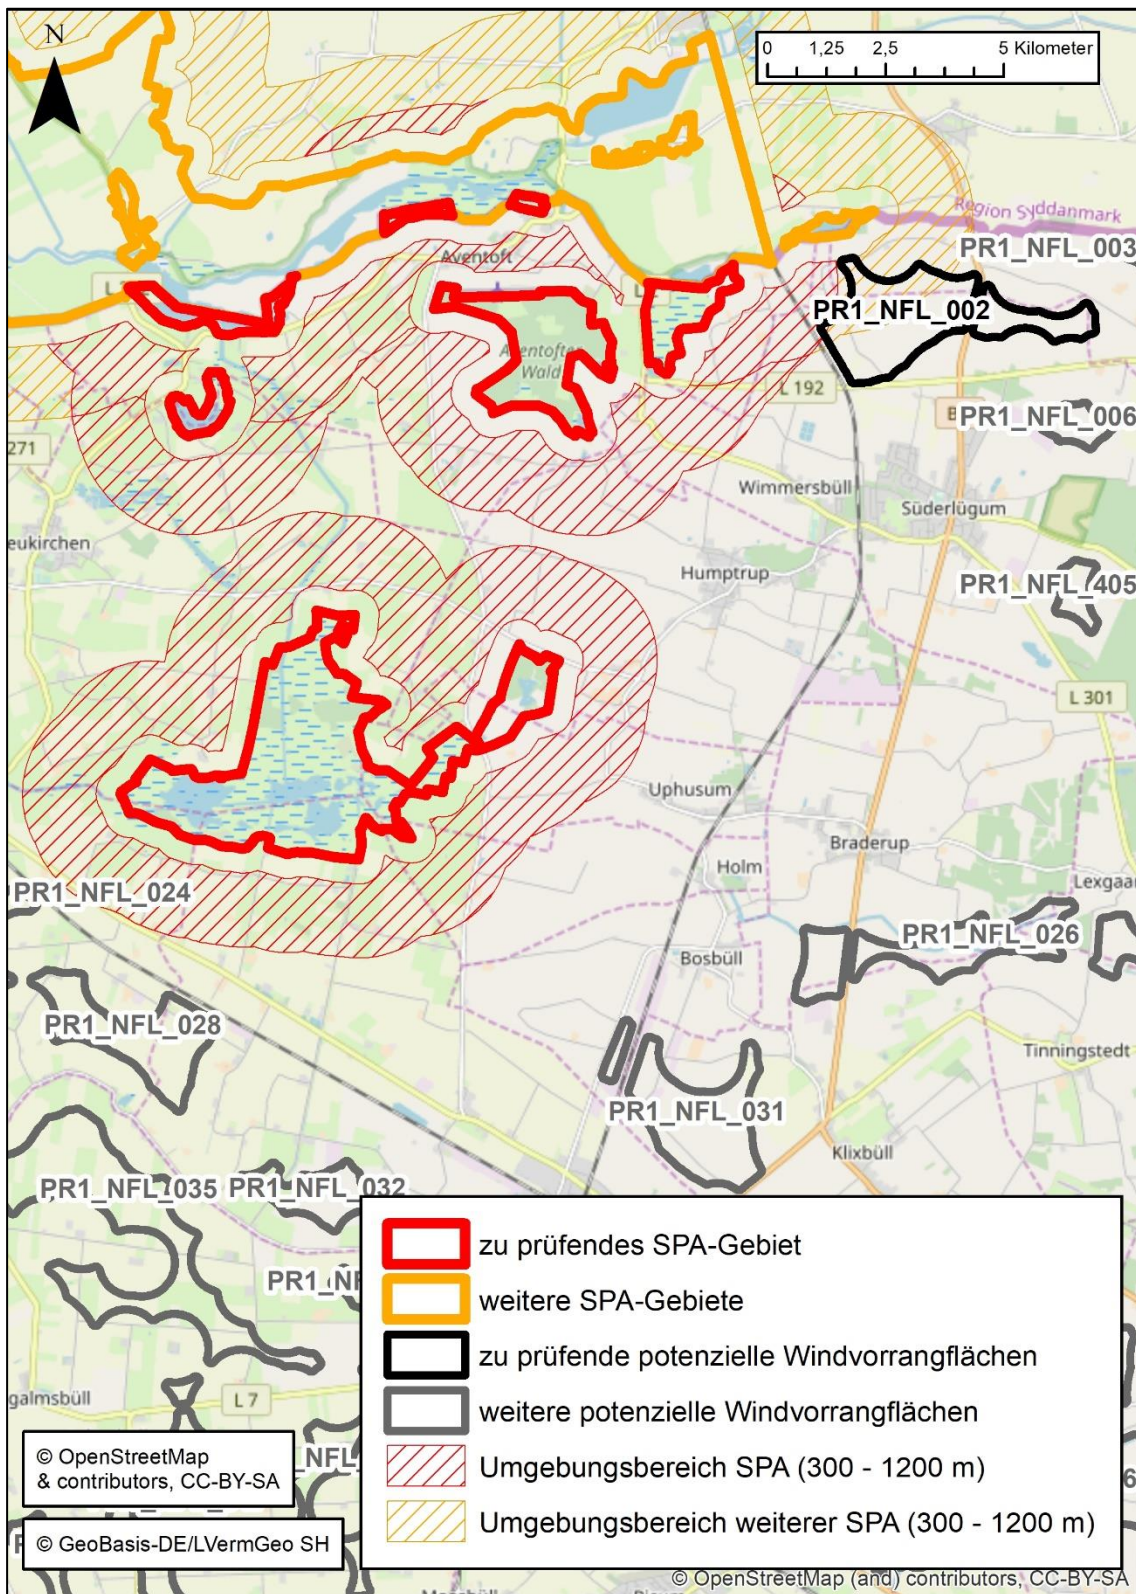 N
0 1,25 2,5 5 Kilometer
Region Syddanmark
PR1_NFL_003
Aventoft
PR1_NFL_002
Aventofter
Wald
L 192
PR1_NFL_006
271
Wimmersbüll
Süderlügum
eukirchen
Humptrup
PR1_NFL_405
L 301
Uphusum
Braderup
Holm
Lexgaar
PR1_NFL_024
PR1_NFL_026
Bosbüll
PR1_NFL_028
Tinningstedt
PR1_NFL_031
Klixbüll
PR1_NFL_035
PR1_NFL_032
PR1_NF
galmsbüll
L 7
_NFL_
zu prüfendes SPA-Gebiet
weitere SPA-Gebiete
zu prüfende potenzielle Windvorrangflächen
weitere potenzielle Windvorrangflächen
Umgebungsbereich SPA (300 - 1200 m)
Umgebungsbereich weiterer SPA (300 - 1200 m)
© OpenStreetMap
& contributors, CC-BY-SA
© GeoBasis-DE/LVermGeo SH
© OpenStreetMap (and) contributors, CC-BY-SA